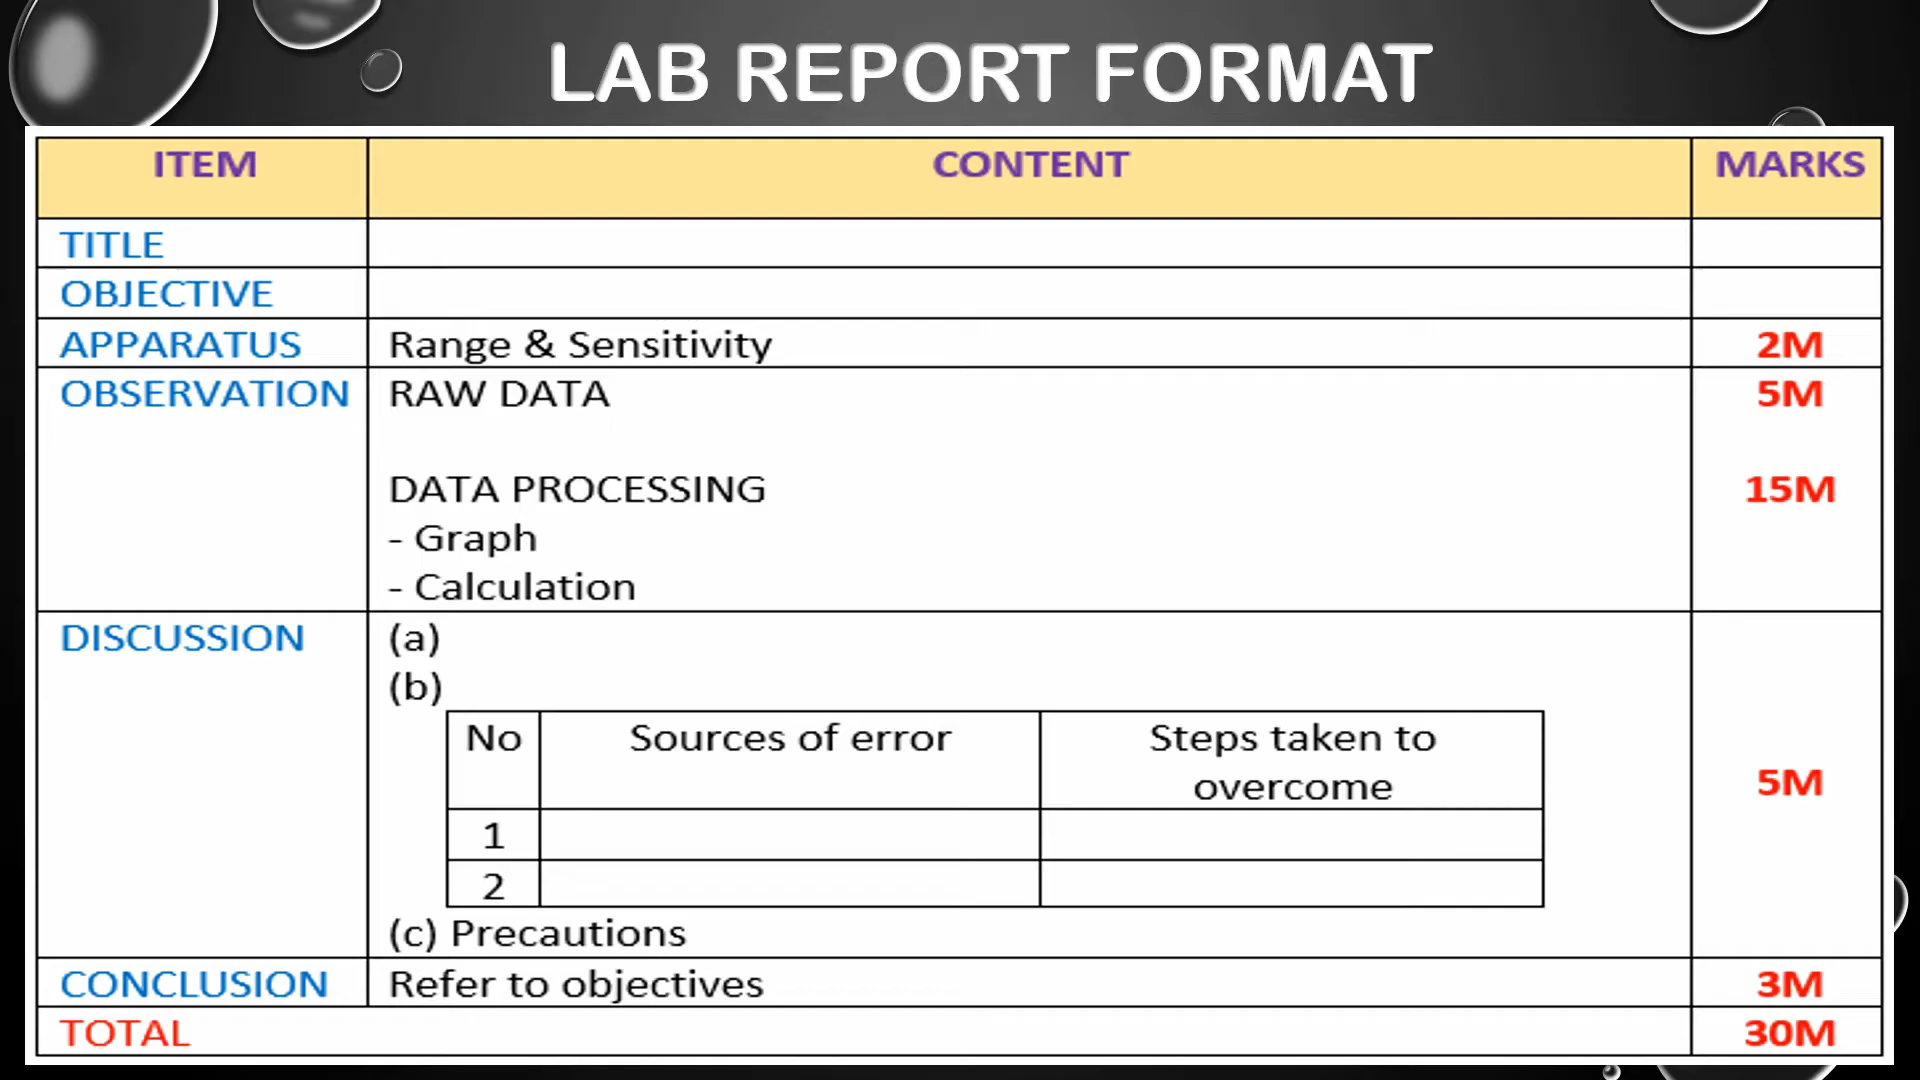 LAB REPORT FORMAT
ITEM CONTENT MARKS
TITLE
OBJECTIVE
APPARATUS Range & Sensitivity 2M
OBSERVATION RAW DATA 5M
DATA PROCESSING 15M
- Graph
- Calculation
DISCUSSION (a)
(b)
No Sources of error Steps taken to
overcome
5M
1
2
(c) Precautions
CONCLUSION Refer to objectives 3M
TOTAL 30M